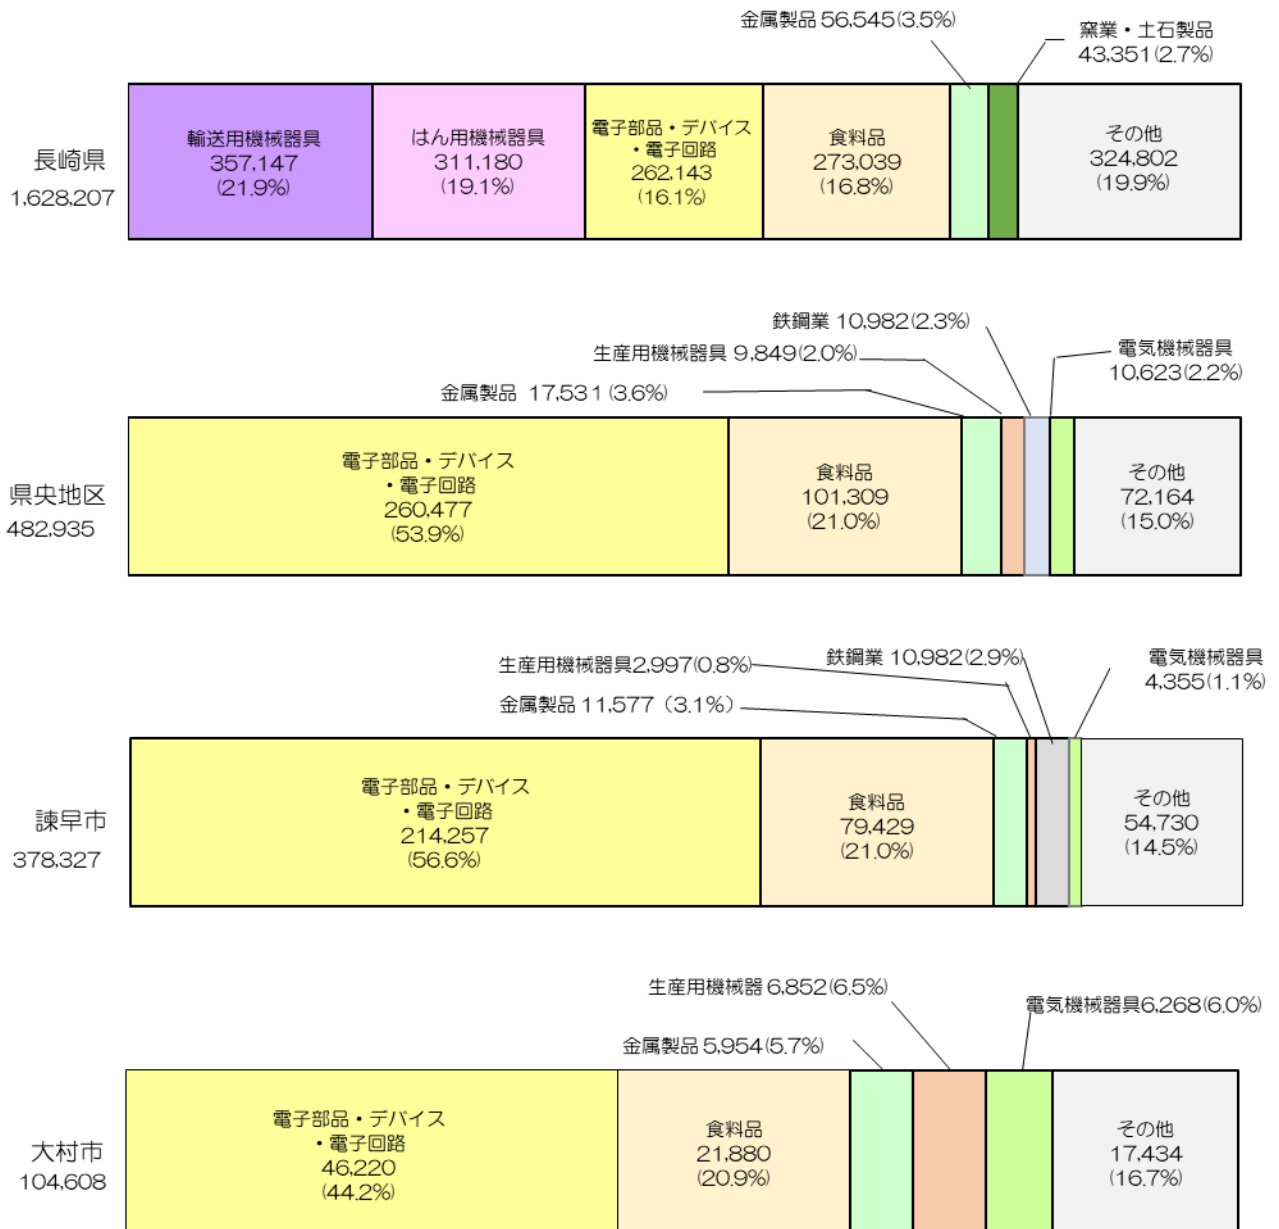 金属製品 56,545(3.5%)
窯業・土石製品
43,351(2.7%)
長崎県
1,628,207
輸送用機械器具
357,147
(21.9%)
はん用機械器具
311,180
(19.1%)
電子部品・デバイス
・電子回路
262,143
(16.1%)
食料品
273,039
(16.8%)
その他
324,802
(19.9%)
鉄鋼業 10,982(2.3%)
生産用機械器具 9,849(2.0%)
電気機械器具
10,623(2.2%)
金属製品 17,531(3.6%)
県央地区
482,935
電子部品・デバイス
・電子回路
260,477
(53.9%)
食料品
101,309
(21.0%)
その他
72,164
(15.0%)
生産用機械器具2,997(0.8%)
鉄鋼業 10,982(2.9%)
電気機械器具
4,355(1.1%)
金属製品 11,577（3.1%）
諫早市
378,327
電子部品・デバイス
・電子回路
214,257
(56.6%)
食料品
79,429
(21.0%)
その他
54,730
(14.5%)
生産用機械器 6,852(6.5%)
電気機械器具6,268(6.0%)
金属製品 5,954(5.7%)
大村市
104,608
電子部品・デバイス
・電子回路
46,220
(44.2%)
食料品
21,880
(20.9%)
その他
17,434
(16.7%)